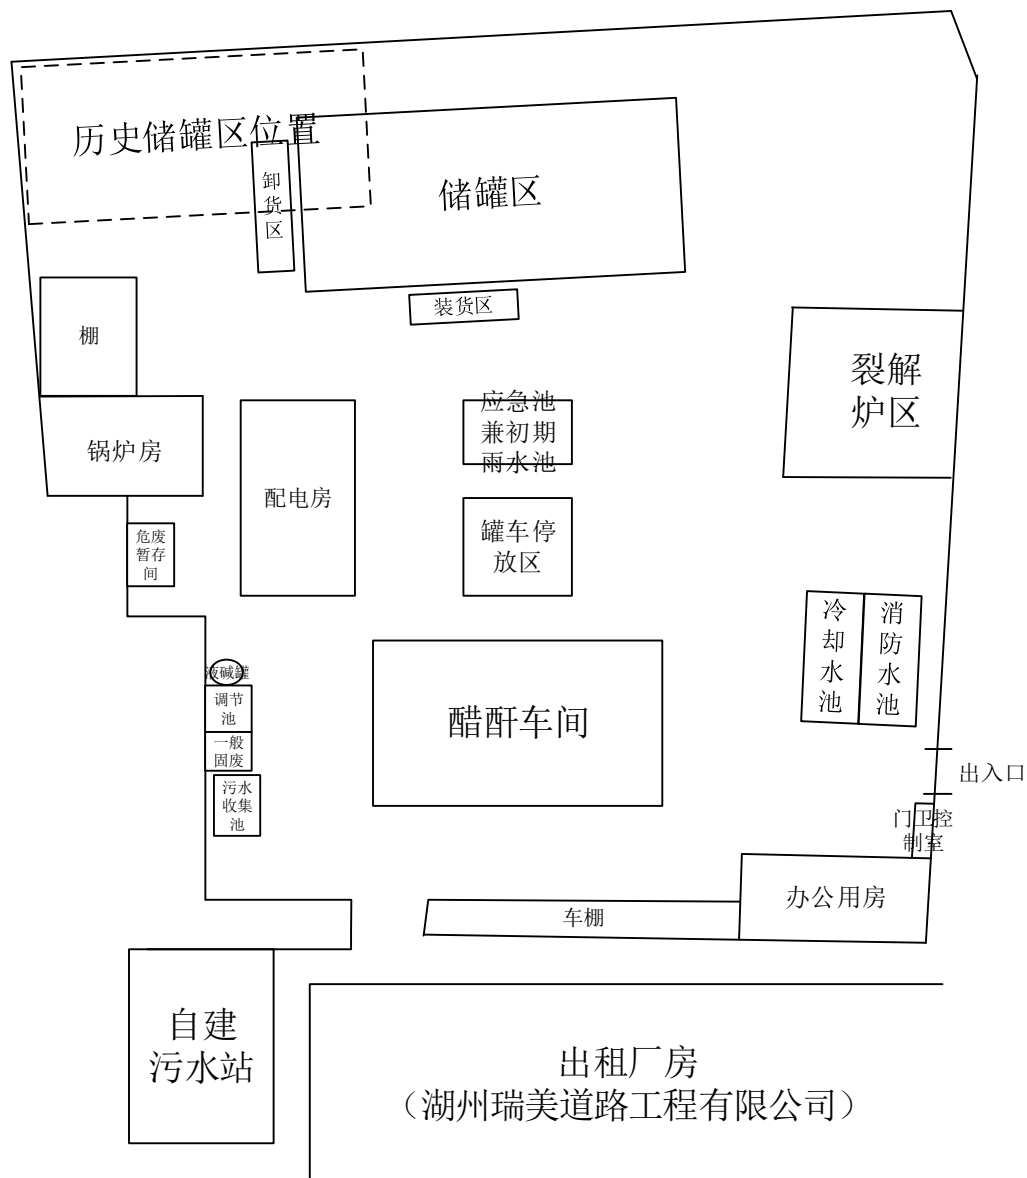 历史储罐区位置
卸
货
区
储罐区
装货区
棚
锅炉房
配电房
应急池
兼初期
雨水池
裂解
炉区
危废
暂存
间
罐车停
放区
冷
却
水
池
消
防
水
池
液碱罐
调节
池
一般
固废
污水
收集
池
醋酐车间
出入口
门卫控
制室
办公用房
车棚
自建
污水站
出租厂房
（湖州瑞美道路工程有限公司）